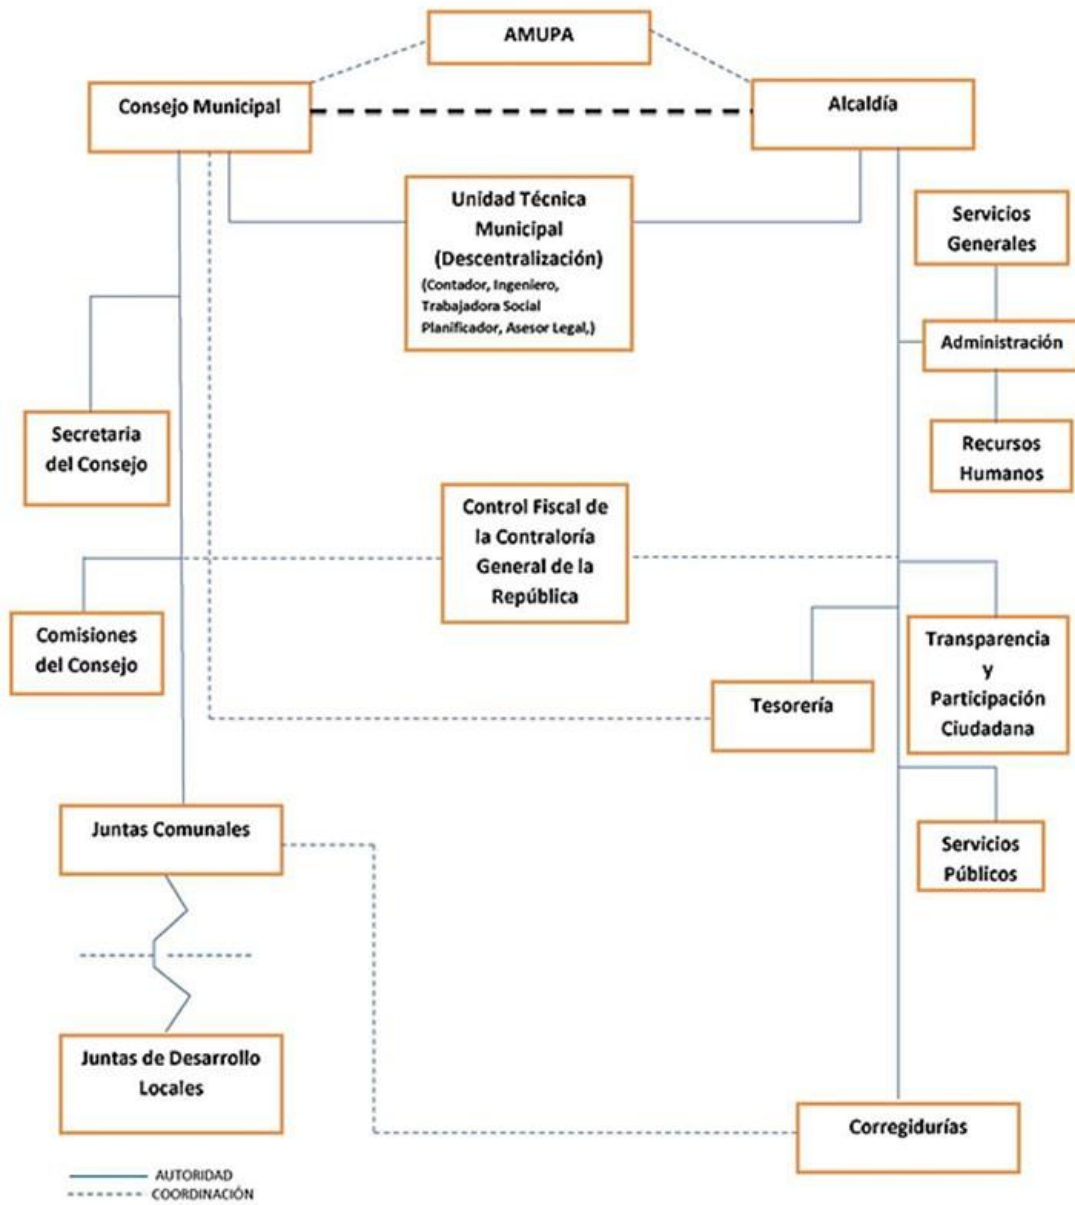 AMUPA
Consejo Municipal
Alcaldía
Unidad Técnica
Municipal
(Descentralización)
(Contador, Ingeniero,
Trabajadora Social
Planificador, Asesor Legal,)
Servicios
Generales
Administración
Recursos
Humanos
Secretaria
del Consejo
Control Fiscal de
la Contraloría
General de la
República
Comisiones
del Consejo
Transparencia
y
Participación
Ciudadana
Tesorería
Juntas Comunales
Servicios
Públicos
Juntas de Desarrollo
Locales
Corregidurías
AUTORIDAD
COORDINACIÓN